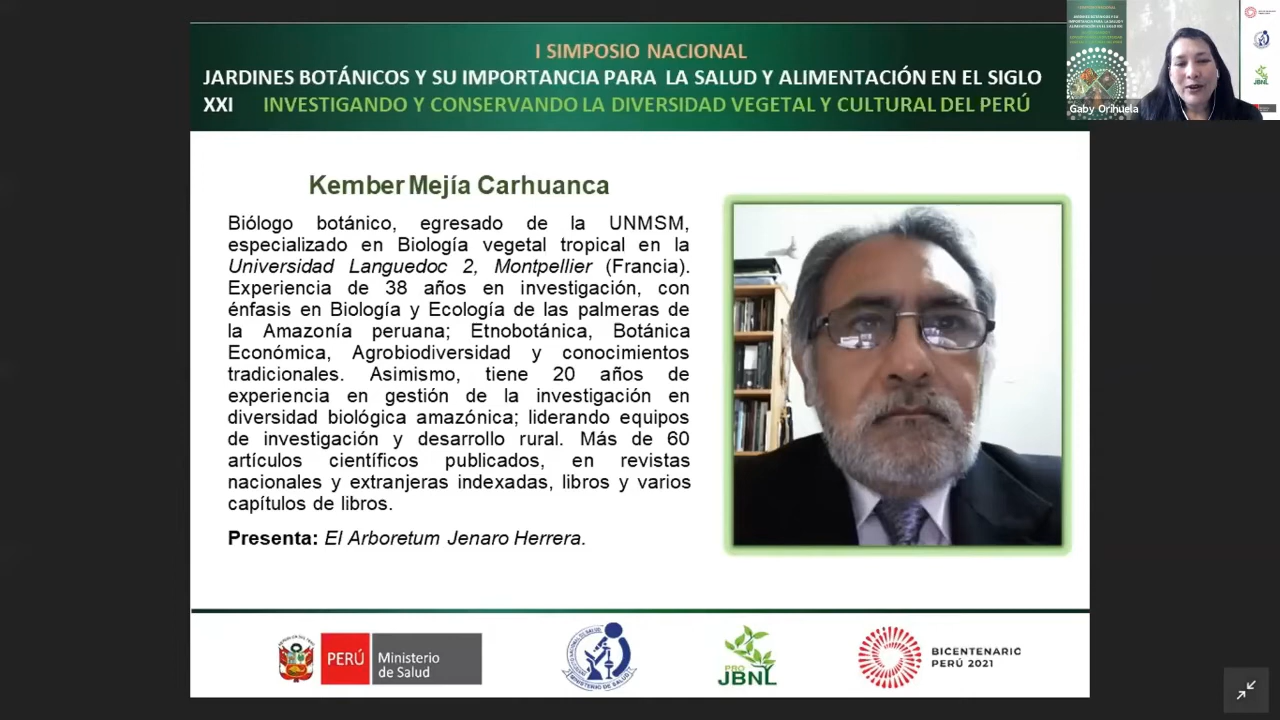 I SIMPOSIO NACIONAL
JARDINES BOTÁNICOS Y SU IMPORTANCIA PARA LA SALUD Y ALIMENTACIÓN EN EL SIGLO
XXI INVESTIGANDO Y CONSERVANDO LA DIVERSIDAD VEGETAL Y CULTURAL DEL PERÚ
Gaby Orihuela
Kember Mejía Carhuanca
Biólogo botánico, egresado de la UNMSM,
especializado en Biología vegetal tropical en la
Universidad Languedoc 2, Montpellier (Francia).
Experiencia de 38 años en investigación, con
énfasis en Biología y Ecología de las palmeras de
la Amazonía peruana; Etnobotánica, Botánica
Económica, Agrobiodiversidad y conocimientos
tradicionales. Asimismo, tiene 20 años de
experiencia en gestión de la investigación en
diversidad biológica amazónica; liderando equipos
de investigación y desarrollo rural. Más de 60
artículos científicos publicados, en revistas
nacionales y extranjeras indexadas, libros y varios
capítulos de libros.
Presenta: El Arboretum Jenaro Herrera.
PERÚ
Ministerio
de Salud
PRO
JBNL
BICENTENARIO
PERÚ 2021